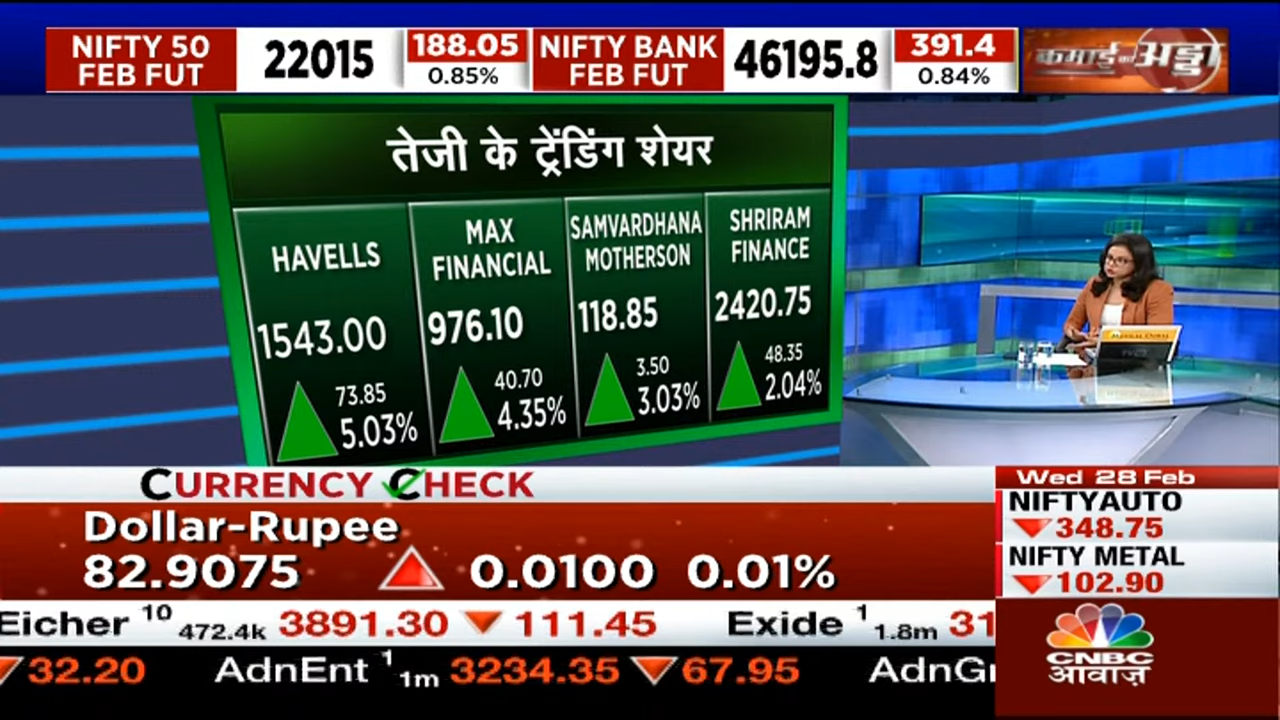 NIFTY 50
FEB FUT
22015
188.05
0.85%
NIFTY BANK
FEB FUT
46195.8
391.4
0.84%
कमाई का अड्डा
तेजी के ट्रेंडिंग शेयर
HAVELLS
1543.00
73.85
5.03%
MAX
FINANCIAL
976.10
40.70
4.35%
SAMVARDHANA
MOTHERSON
118.85
3.50
3.03%
SHRIRAM
FINANCE
2420.75
48.35
2.04%
CURRENCY CHECK
Dollar-Rupee
82.9075 0.0100 0.01%
Wed 28 Feb
NIFTYAUTO
348.75
NIFTY METAL
102.90
Eicher 10 472.4k 3891.30 111.45 Exide 1 1.8m 31
32.20 AdnEnt 1 1m 3234.35 67.95 AdnGr
CNBC
आवाज़